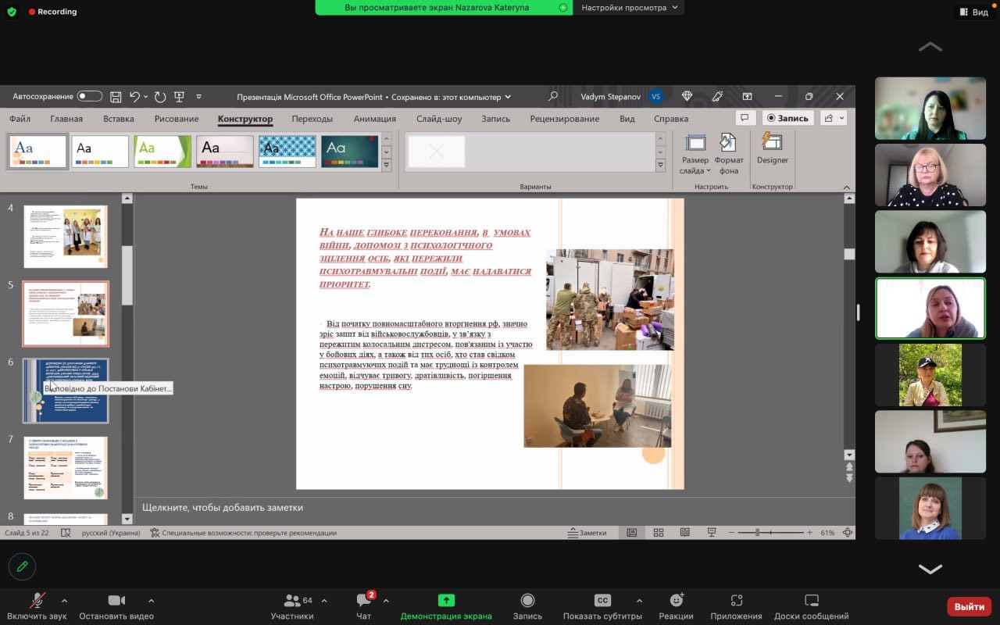 Recording
Вы просматриваете экран Nazarova Kateryna
Настройки просмотра
Вид
Автосохранение
Презентація Microsoft Office PowerPoint • Сохранено в: этот компьютер
Vadym Stepanov
VS
Файл
Главная
Вставка
Рисование
Конструктор
Переходы
Анимация
Слайд-шоу
Запись
Рецензирование
Вид
Справка
Запись
Aa
Aa
Aa
Aa
Aa
Aa
Размер слайда
Формат фона
Designer
Темы
Варианты
Настроить
Конструктор
4
5
6
Відповідно до Постанови Кабінет...
7
8
На наше глибоке переконання, в умовах
війни, допомозі з психологічного
зцілення осіб, які пережили
психотравмувальні події, має надаватися
пріоритет.
Від початку повномасштабного вторгнення рф, значно
зріс запит від військовослужбовців, у зв’язку з
пережитим колосальним дистресом, пов'язаним із участю
у бойових діях, а також від тих осіб, хто став свідком
психотравмуючих подій та має труднощі із контролем
емоцій, відчуває тривогу, дратівливість, погіршення
настрою, порушення сну.
Щелкните, чтобы добавить заметки
Слайд 5 из 22
русский (Украина)
Специальные возможности: проверьте рекомендации
Заметки
61%
Включить звук
Остановить видео
64
Участники
2
Чат
Демонстрация экрана
Запись
CC
Показать субтитры
Реакции
Приложения
Доски сообщений
Выйти